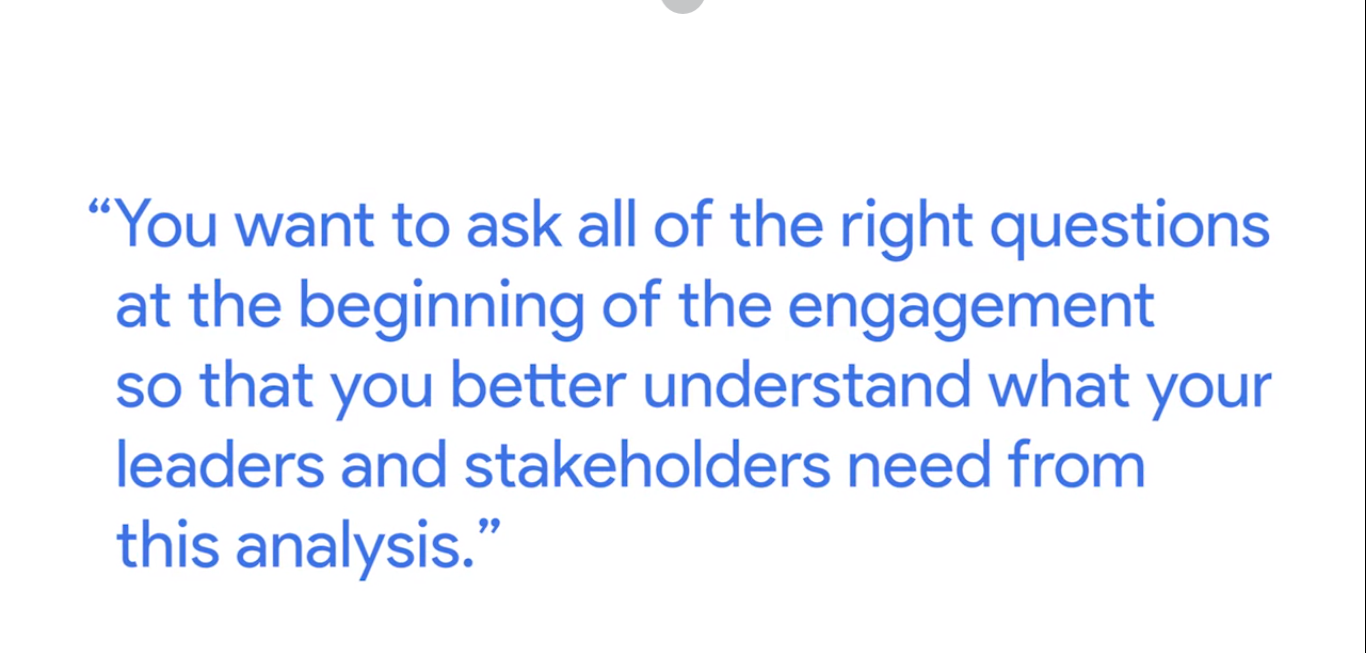 “You want to ask all of the right questions
at the beginning of the engagement
so that you better understand what your
leaders and stakeholders need from
this analysis.”